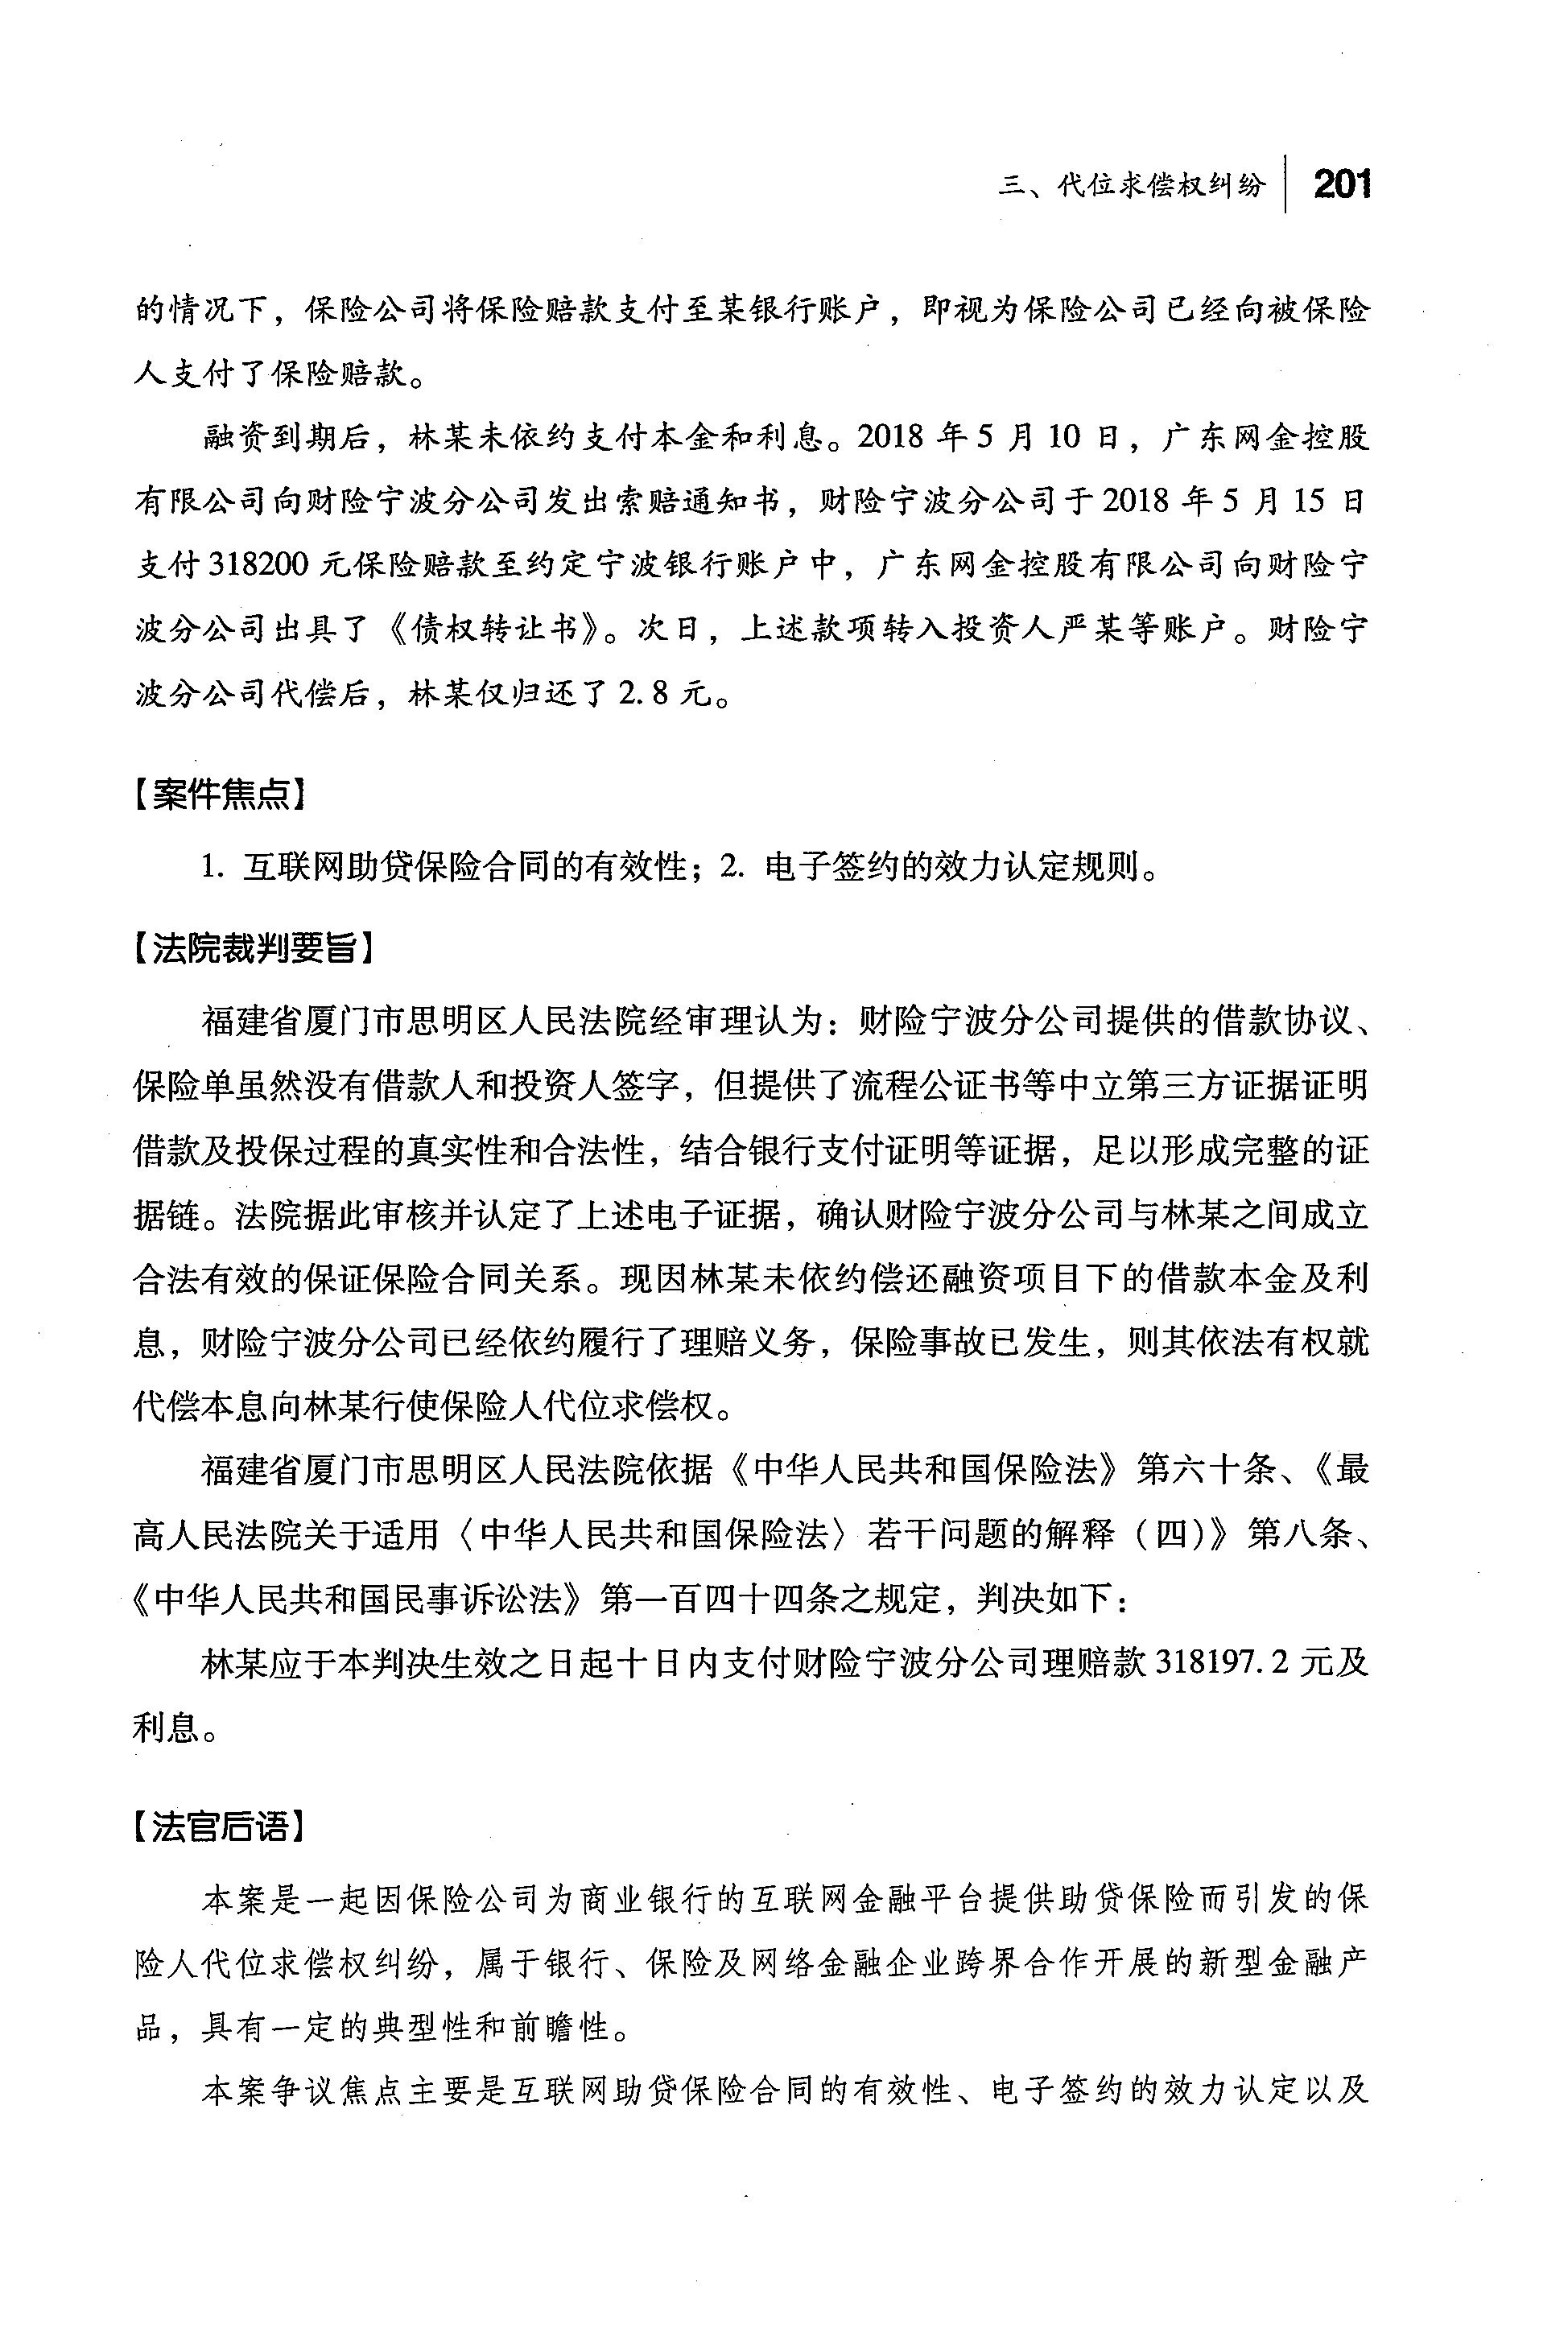 三、代位求偿权纠纷 201
的情况下，保险公司将保险赔款支付至某银行账户，即视为保险公司已经向被保险
人支付了保险赔款。
融资到期后，林某未依约支付本金和利息。2018 年 5 月 10 日，广东网金控股
有限公司向财险宁波分公司发出索赔通知书，财险宁波分公司于 2018 年 5 月 15 日
支付 318200 元保险赔款至约定宁波银行账户中，广东网金控股有限公司向财险宁
波分公司出具了《债权转让书》。次日，上述款项转入投资人严某等账户。财险宁
波分公司代偿后，林某仅归还了 2.8 元。
【案件焦点】
1. 互联网助贷保险合同的有效性；2. 电子签约的效力认定规则。
【法院裁判要旨】
福建省厦门市思明区人民法院经审理认为：财险宁波分公司提供的借款协议、
保险单虽然没有借款人和投资人签字，但提供了流程公证书等中立第三方证据证明
借款及投保过程的真实性和合法性，结合银行支付证明等证据，足以形成完整的证
据链。法院据此审核并认定了上述电子证据，确认财险宁波分公司与林某之间成立
合法有效的保证保险合同关系。现因林某未依约偿还融资项目下的借款本金及利
息，财险宁波分公司已经依约履行了理赔义务，保险事故已发生，则其依法有权就
代偿本息向林某行使保险人代位求偿权。
福建省厦门市思明区人民法院依据《中华人民共和国保险法》第六十条、《最
高人民法院关于适用〈中华人民共和国保险法〉若干问题的解释（四）》第八条、
《中华人民共和国民事诉讼法》第一百四十四条之规定，判决如下：
林某应于本判决生效之日起十日内支付财险宁波分公司理赔款 318197.2 元及
利息。
【法官后语】
本案是一起因保险公司为商业银行的互联网金融平台提供助贷保险而引发的保
险人代位求偿权纠纷，属于银行、保险及网络金融企业跨界合作开展的新型金融产
品，具有一定的典型性和前瞻性。
本案争议焦点主要是互联网助贷保险合同的有效性、电子签约的效力认定以及